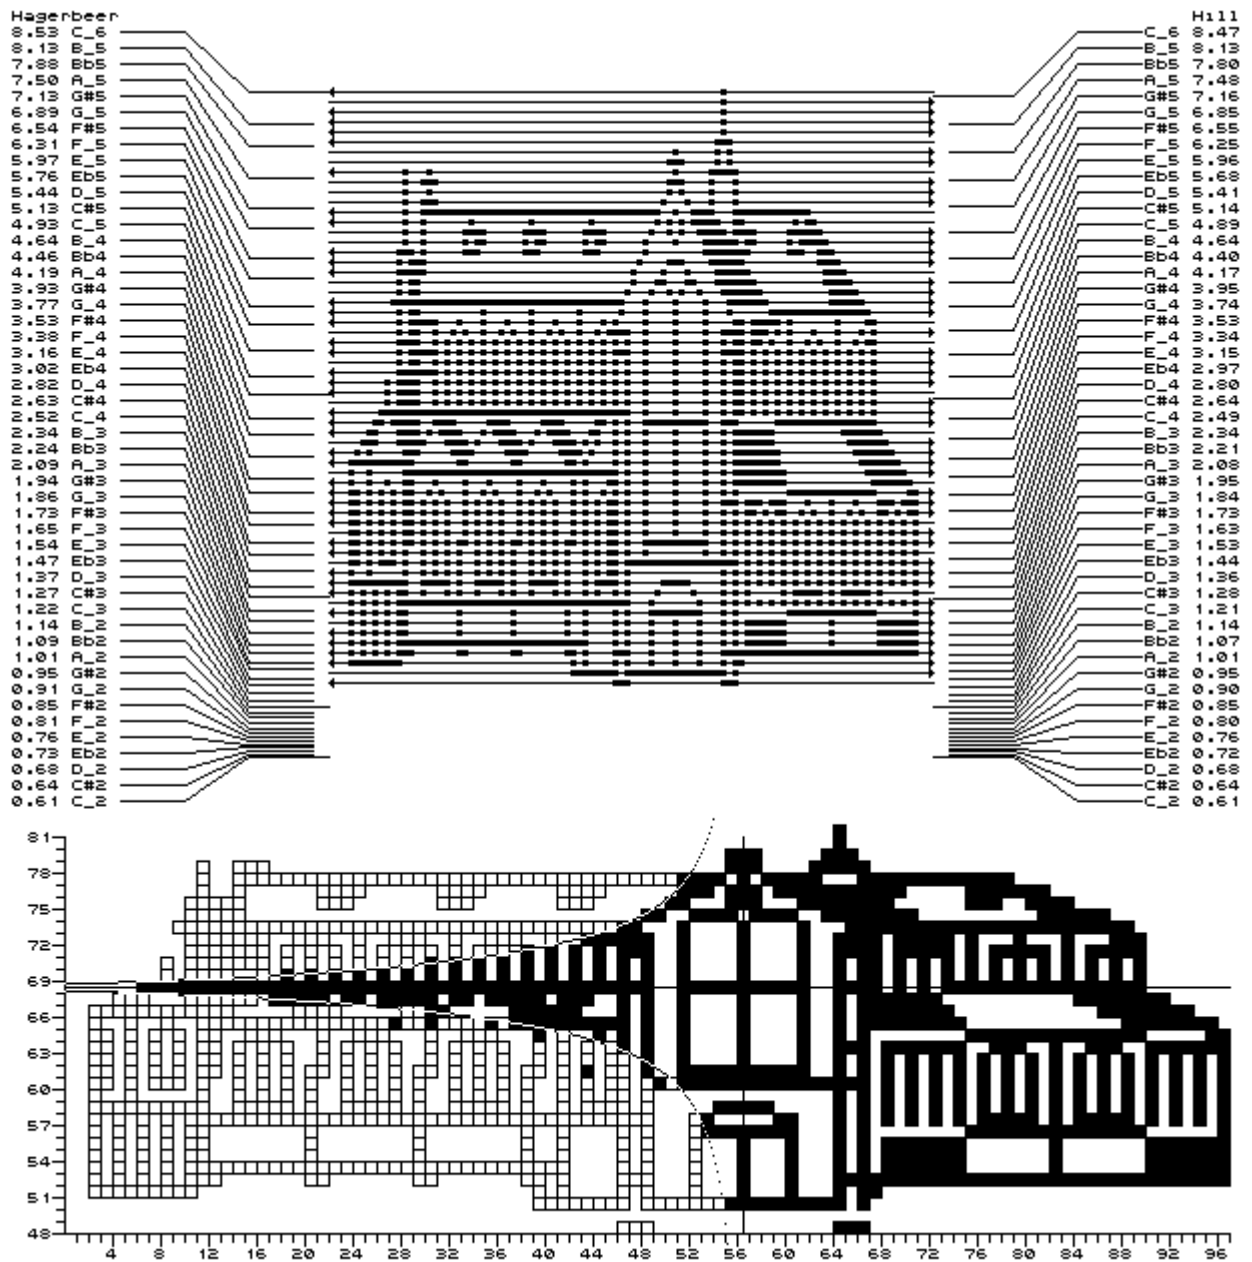 Hagerbeer Hill
8.53 C_6 C_6 8.47
8.13 B_5 B_5 8.13
7.88 Bb5 Bb5 7.80
7.50 A_5 A_5 7.48
7.13 G#5 G#5 7.16
6.89 G_5 G_5 6.85
6.54 F#5 F#5 6.55
6.31 F_5 F_5 6.25
5.97 E_5 E_5 5.96
5.76 Eb5 Eb5 5.68
5.44 D_5 D_5 5.41
5.13 C#5 C#5 5.14
4.93 C_5 C_5 4.89
4.64 B_4 B_4 4.64
4.46 Bb4 Bb4 4.40
4.19 A_4 A_4 4.17
3.93 G#4 G#4 3.95
3.77 G_4 G_4 3.74
3.53 F#4 F#4 3.53
3.38 F_4 F_4 3.34
3.16 E_4 E_4 3.15
3.02 Eb4 Eb4 2.97
2.82 D_4 D_4 2.80
2.63 C#4 C#4 2.64
2.52 C_4 C_4 2.49
2.34 B_3 B_3 2.34
2.24 Bb3 Bb3 2.21
2.09 A_3 A_3 2.08
1.94 G#3 G#3 1.95
1.86 G_3 G_3 1.84
1.73 F#3 F#3 1.73
1.65 F_3 F_3 1.63
1.54 E_3 E_3 1.53
1.47 Eb3 Eb3 1.44
1.37 D_3 D_3 1.36
1.27 C#3 C#3 1.28
1.22 C_3 C_3 1.21
1.14 B_2 B_2 1.14
1.09 Bb2 Bb2 1.07
1.01 A_2 A_2 1.01
0.95 G#2 G#2 0.95
0.91 G_2 G_2 0.90
0.85 F#2 F#2 0.85
0.81 F_2 F_2 0.80
0.76 E_2 E_2 0.76
0.73 Eb2 Eb2 0.72
0.68 D_2 D_2 0.68
0.64 C#2 C#2 0.64
0.61 C_2 C_2 0.61
81
78
75
72
69
66
63
60
57
54
51
48
4 8 12 16 20 24 28 32 36 40 44 48 52 56 60 64 68 72 76 80 84 88 92 96